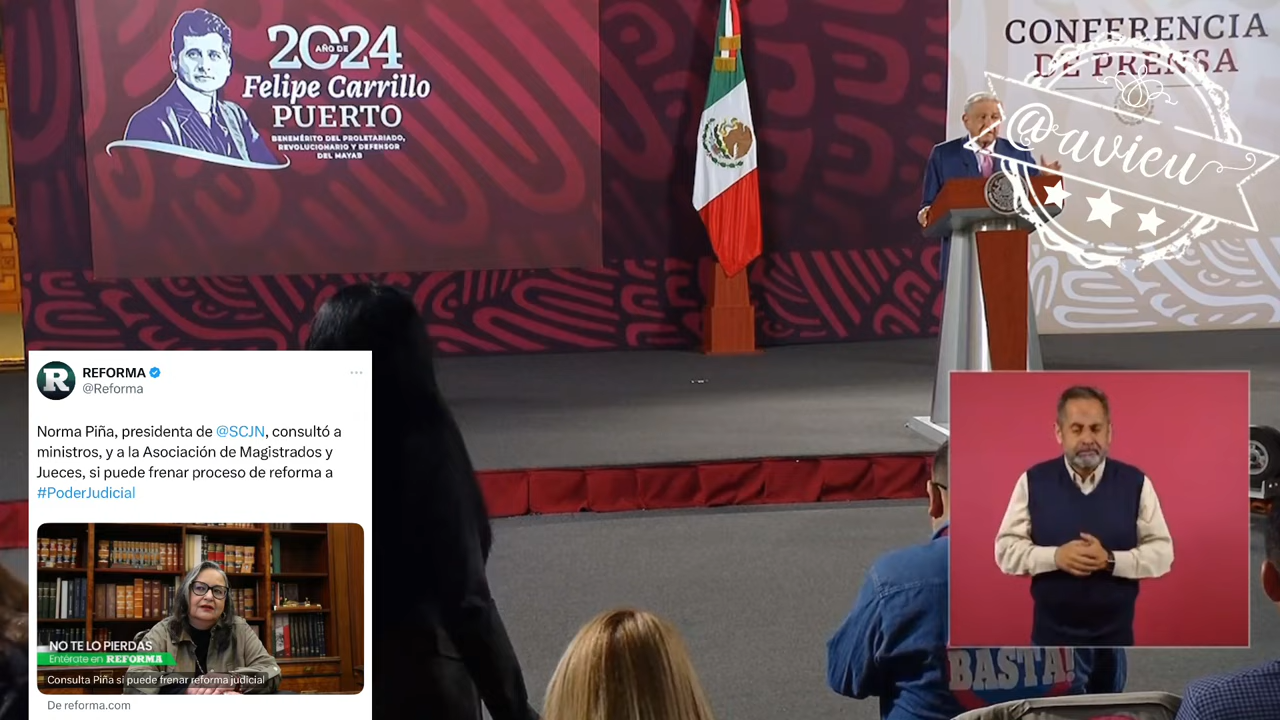 2024
AÑO DE
Felipe Carrillo
PUERTO
BENEMÉRITO DEL PROLETARIADO,
REVOLUCIONARIO Y DEFENSOR
DEL MAYAB
CONFERENCIA
DE PRENSA
@avieu
R
REFORMA
@Reforma
Norma Piña, presidenta de @SCJN, consultó a
ministros, y a la Asociación de Magistrados y
Jueces, si puede frenar proceso de reforma a
#PoderJudicial
NO TE LO PIERDAS
Entérate en REFORMA
Consulta Piña si puede frenar reforma judicial
De reforma.com
BASTA!